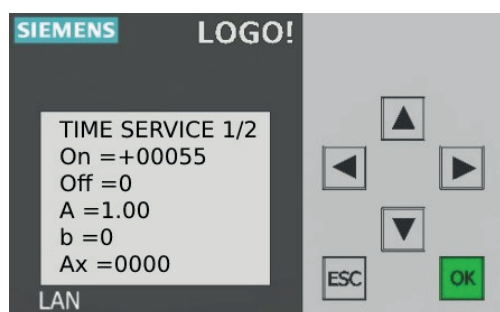 SIEMENS
LOGO!
TIME SERVICE 1/2
On =+00055
Off =0
A =1.00
b =0
Ax =0000
ESC
OK
LAN